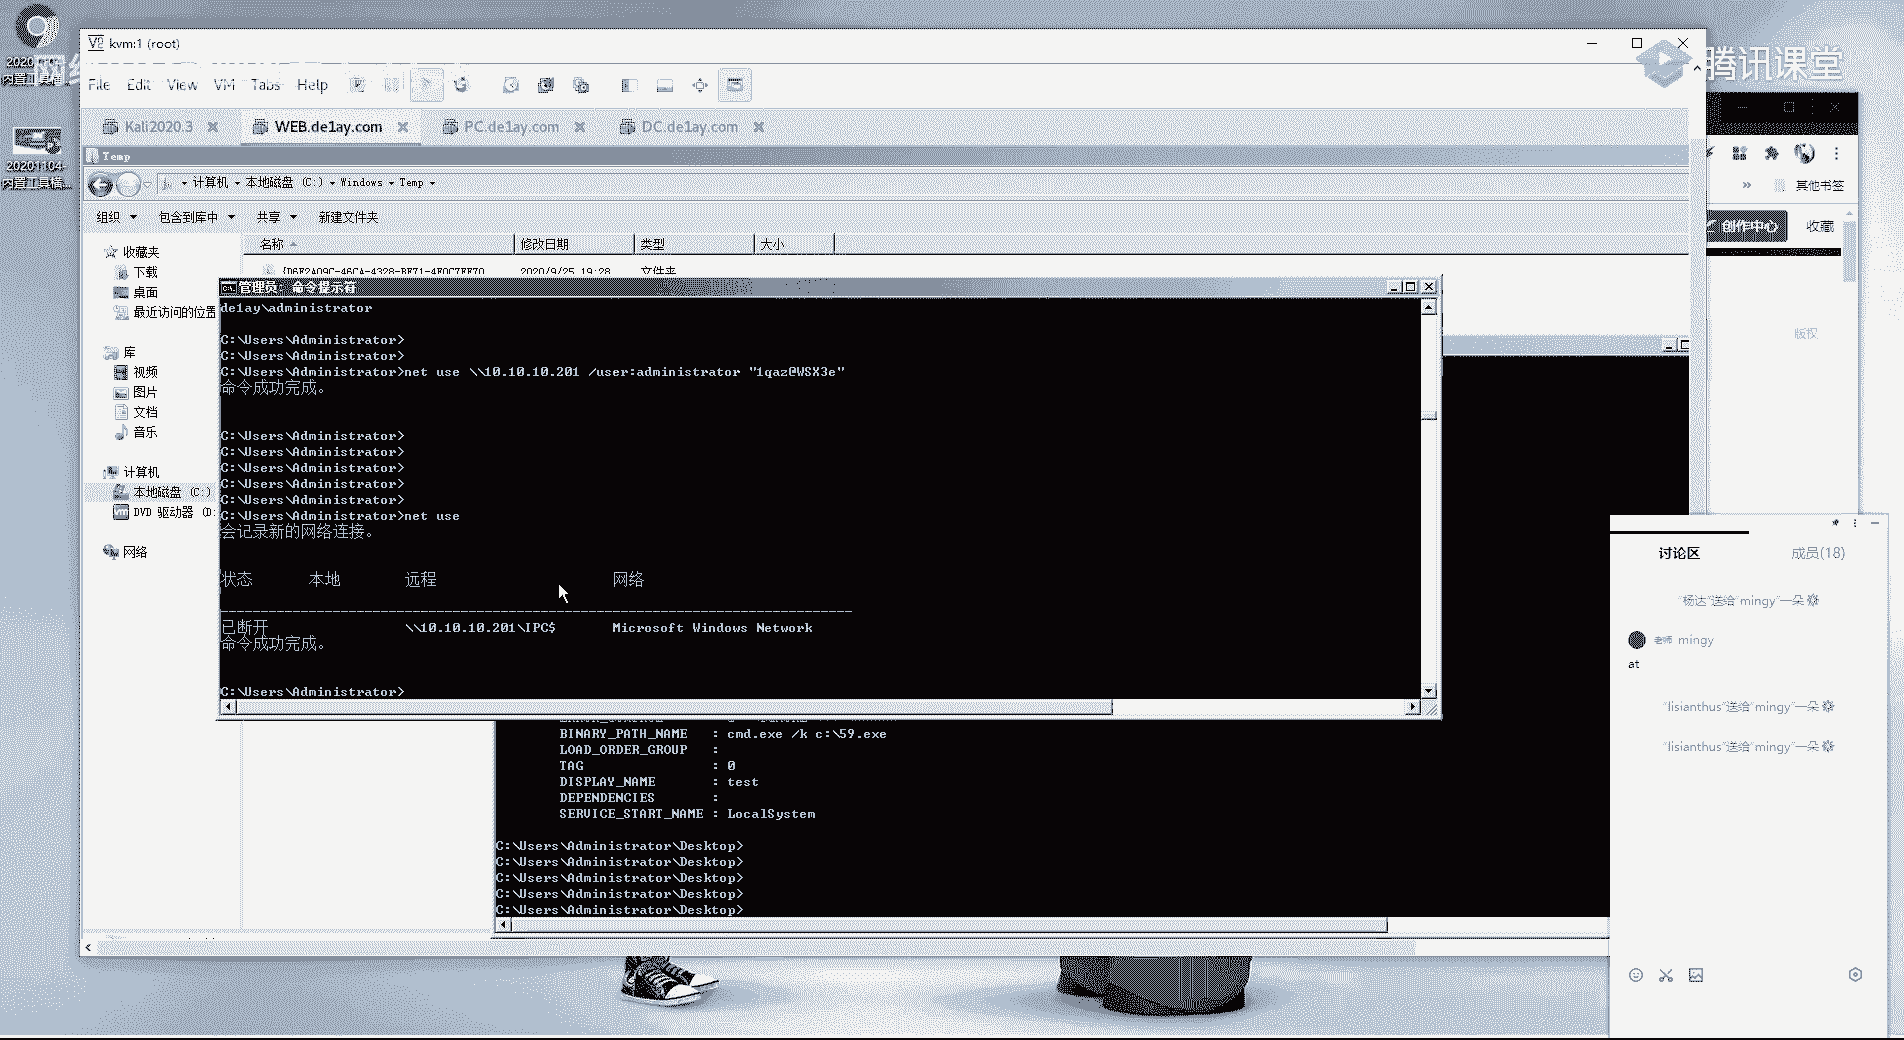 kvm:1 (root)
腾讯课堂
File Edit View VM Tabs Help
Kali2020.3
WEB.de1ay.com
PC.de1ay.com
DC.de1ay.com
Temp
计算机 本地磁盘 (C:) Windows Temp
其他书签
组织 包含到库中 共享 新建文件夹
创作中心 收藏
名称 修改日期 类型 大小
收藏夹
下载
桌面
最近访问的位置
库
视频
图片
文档
音乐
计算机
本地磁盘 (C:)
DVD 驱动器 (D:
网络
2020/9/25 19:28 文件夹
管理员: 命令提示符
de1ay\administrator
C:\Users\Administrator>
C:\Users\Administrator>
C:\Users\Administrator>net use \\10.10.10.201 /user:administrator "1qaz@WSX3e"
命令成功完成。
C:\Users\Administrator>
C:\Users\Administrator>
C:\Users\Administrator>
C:\Users\Administrator>
C:\Users\Administrator>
C:\Users\Administrator>net use
会记录新的网络连接。
状态 本地 远程 网络
-------------------------------------------------------------------------------
已断开 \\10.10.10.201\IPC$ Microsoft Windows Network
命令成功完成。
C:\Users\Administrator>
BINARY_PATH_NAME : cmd.exe /k c:\59.exe
LOAD_ORDER_GROUP :
TAG : 0
DISPLAY_NAME : test
DEPENDENCIES :
SERVICE_START_NAME : LocalSystem
C:\Users\Administrator\Desktop>
C:\Users\Administrator\Desktop>
C:\Users\Administrator\Desktop>
C:\Users\Administrator\Desktop>
C:\Users\Administrator\Desktop>
版权
讨论区 成员(18)
"杨达"送给"mingy"一朵
老师 mingy
at
"lisianthus"送给"mingy"一朵
"lisianthus"送给"mingy"一朵